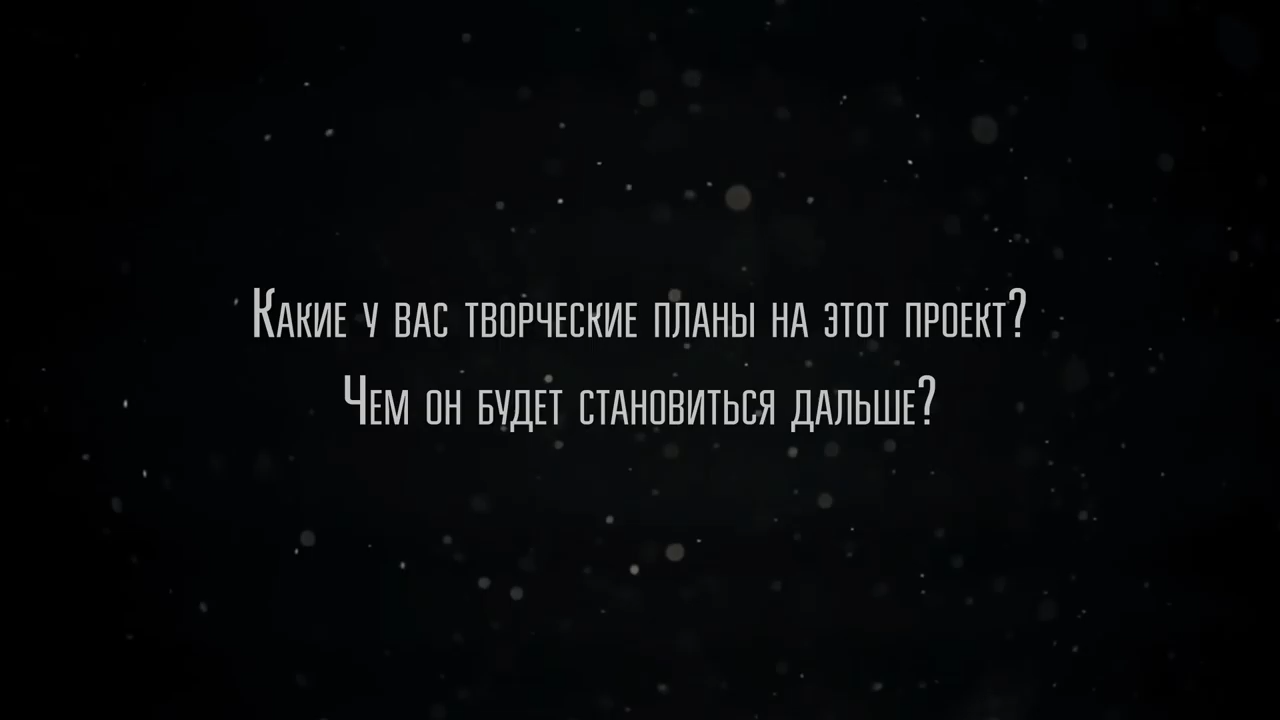 Какие у вас творческие планы на этот проект?
Чем он будет становиться дальше?